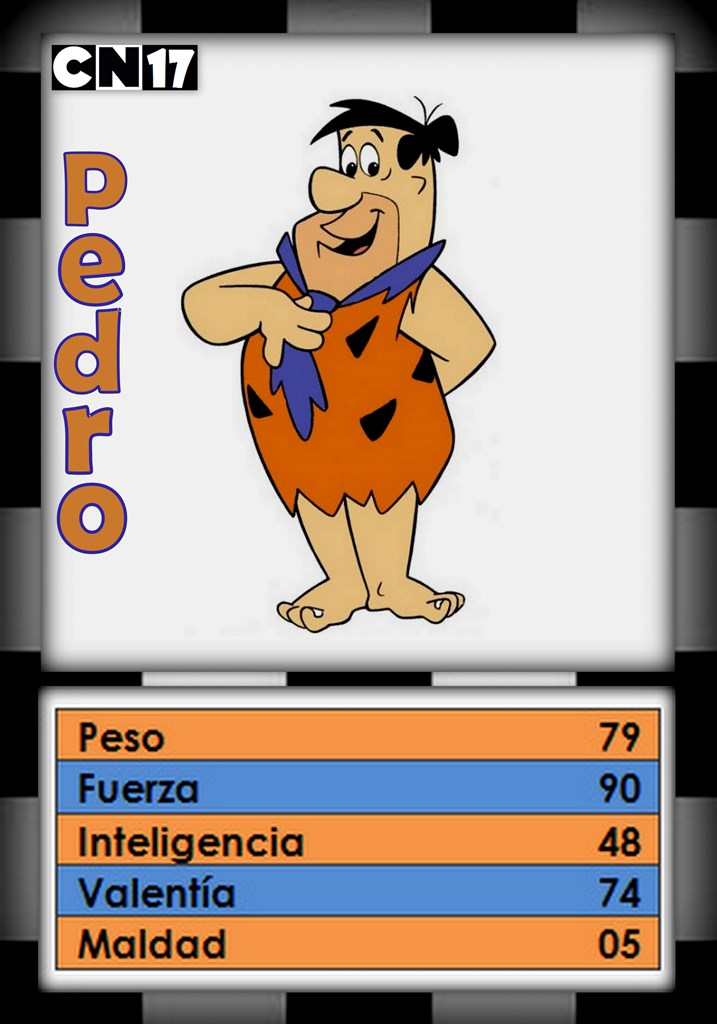 CN17
Pedro
Peso 79
Fuerza 90
Inteligencia 48
Valentía 74
Maldad 05